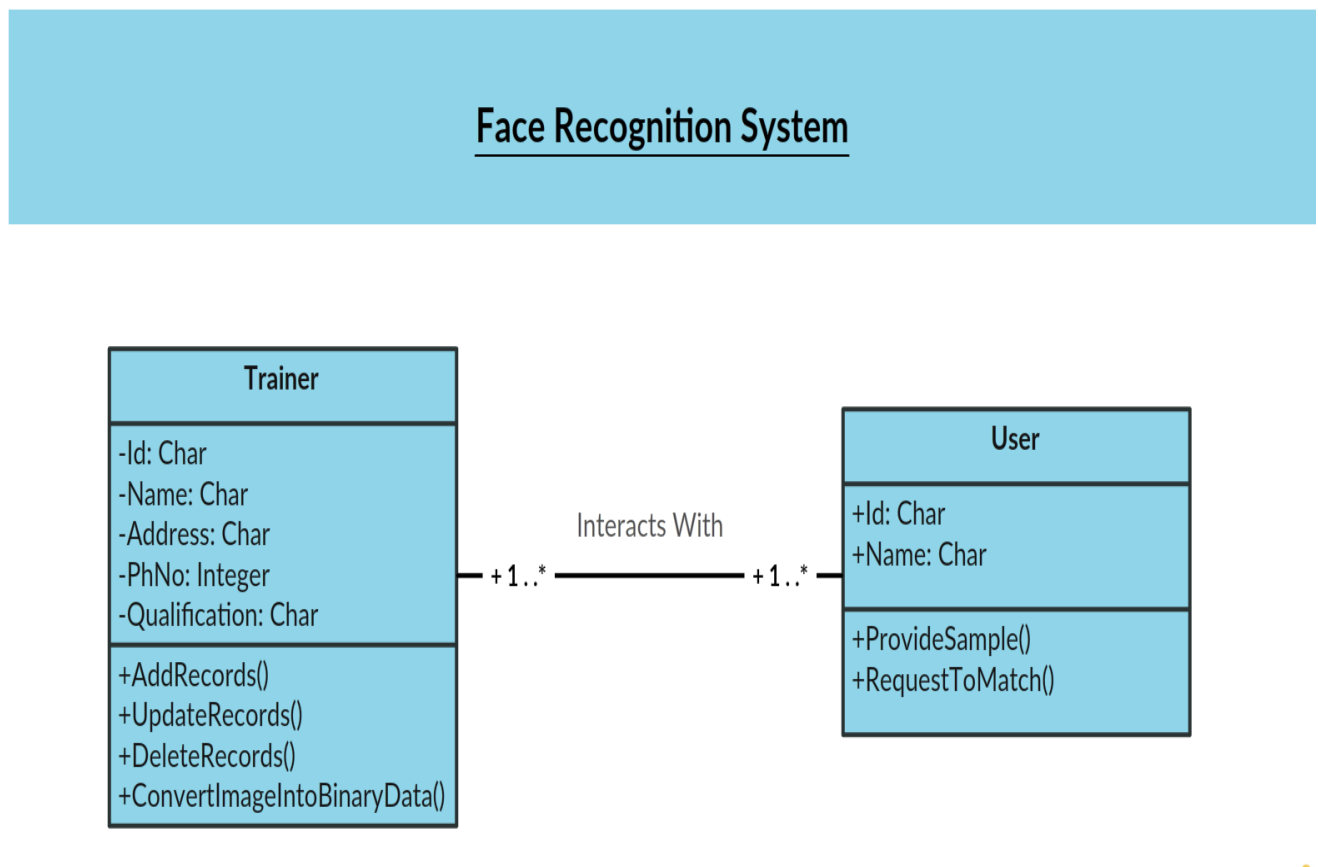 Face Recognition System
Trainer
-Id: Char
-Name: Char
-Address: Char
-PhNo: Integer
-Qualification: Char
+AddRecords()
+UpdateRecords()
+DeleteRecords()
+ConvertImageIntoBinaryData()
Interacts With
+1..*
+1..*
User
+Id: Char
+Name: Char
+ProvideSample()
+RequestToMatch()